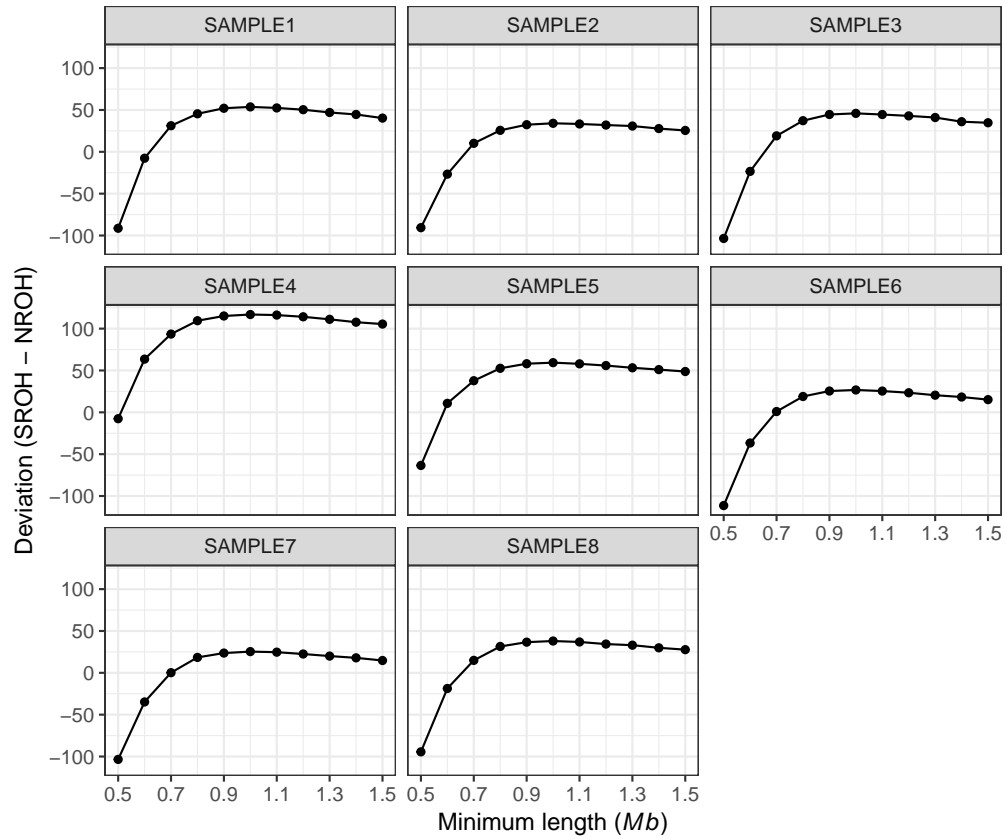 SAMPLE1 SAMPLE2 SAMPLE3
100
50
0
−50
−100
SAMPLE4 SAMPLE5 SAMPLE6
100
50
0
−50
−100
0.5 0.7 0.9 1.1 1.3 1.5
SAMPLE7 SAMPLE8
100
50
0
−50
−100
0.5 0.7 0.9 1.1 1.3 1.5 0.5 0.7 0.9 1.1 1.3 1.5
Minimum length (Mb)
Deviation (SROH − NROH)